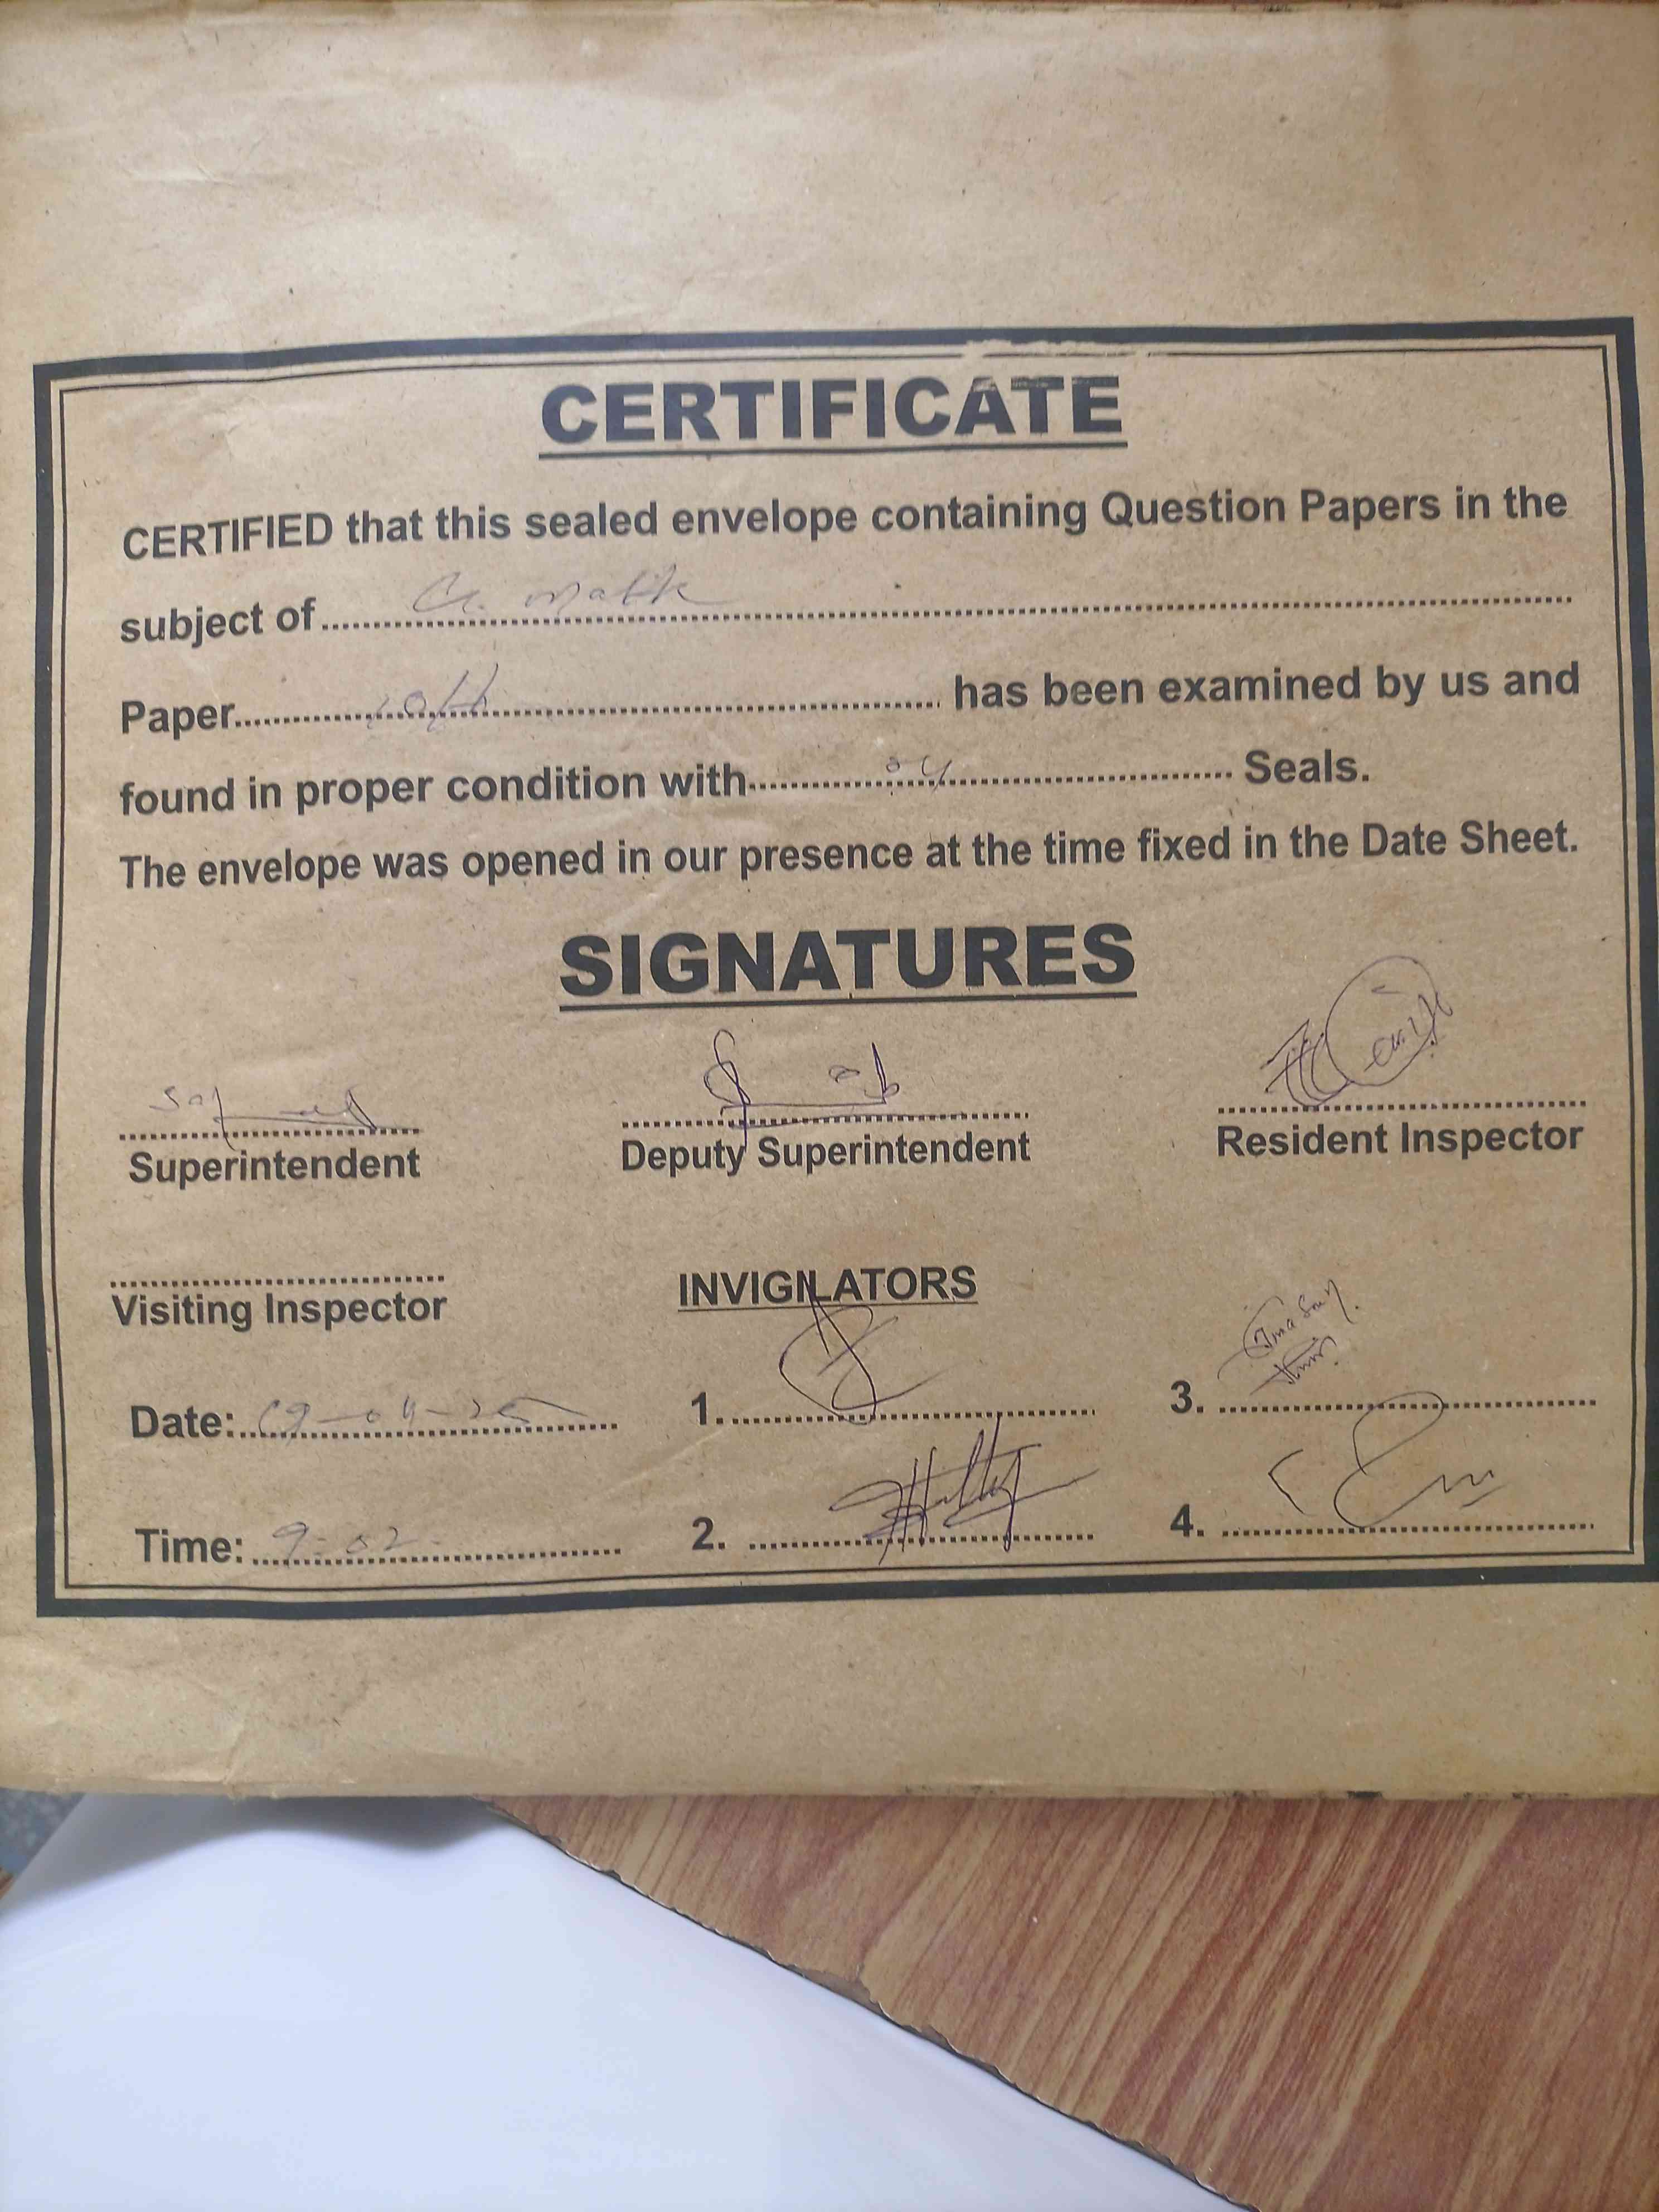 CERTIFICATE
CERTIFIED that this sealed envelope containing Question Papers in the
subject of G. Math
Paper 10th has been examined by us and
found in proper condition with 04 Seals.
The envelope was opened in our presence at the time fixed in the Date Sheet.
SIGNATURES
Superintendent Deputy Superintendent Resident Inspector
Visiting Inspector INVIGILATORS
Date: 19-04-25 1. 3.
Time: 9-02 2. 4.